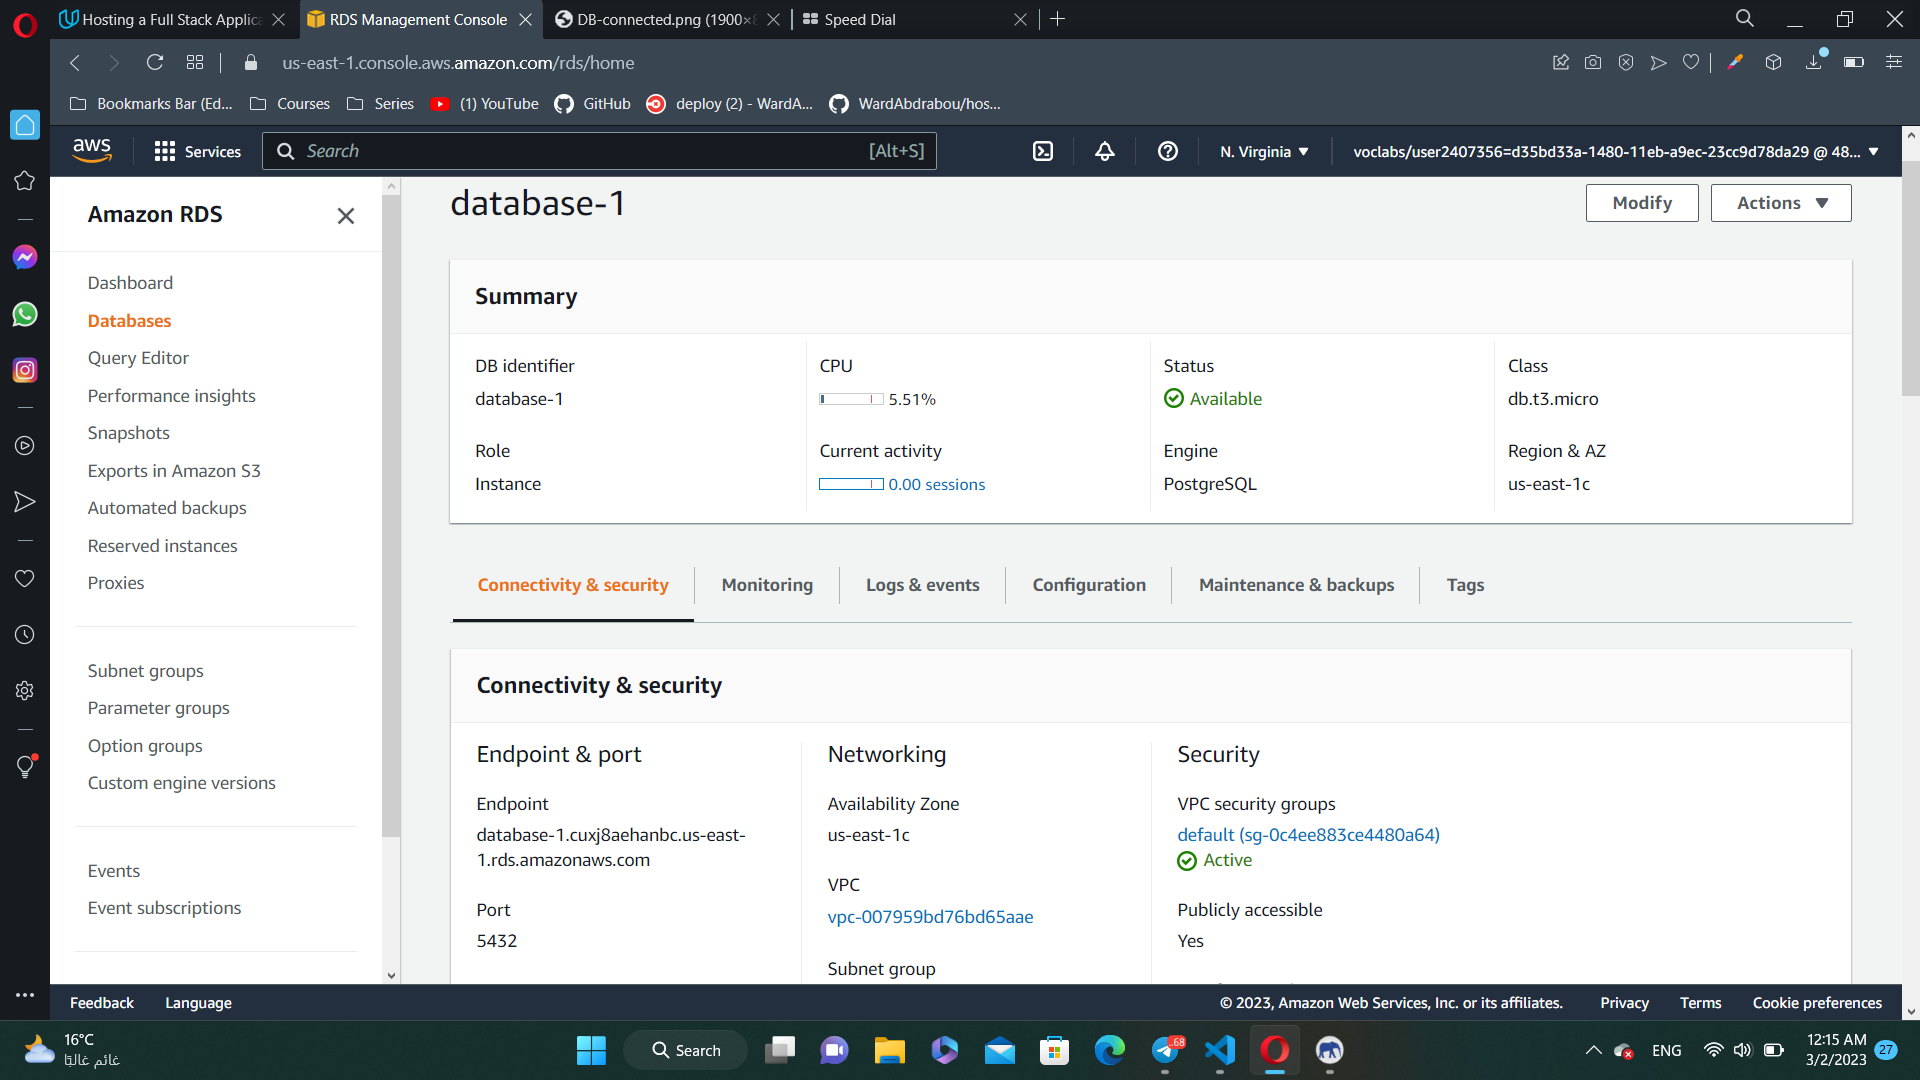 Hosting a Full Stack Applica
RDS Management Console
DB-connected.png (1900×8
Speed Dial
us-east-1.console.aws.amazon.com/rds/home
Bookmarks Bar (Ed...
Courses
Series
(1) YouTube
GitHub
deploy (2) - WardA...
WardAbdrabou/hos...
aws
Services
Search
[Alt+S]
N. Virginia
voclabs/user2407356=d35bd33a-1480-11eb-a9ec-23cc9d78da29 @ 48...
Amazon RDS
Dashboard
Databases
Query Editor
Performance insights
Snapshots
Exports in Amazon S3
Automated backups
Reserved instances
Proxies
Subnet groups
Parameter groups
Option groups
Custom engine versions
Events
Event subscriptions
database-1
Modify
Actions
Summary
DB identifier
database-1
CPU
5.51%
Status
Available
Class
db.t3.micro
Role
Instance
Current activity
0.00 sessions
Engine
PostgreSQL
Region & AZ
us-east-1c
Connectivity & security
Monitoring
Logs & events
Configuration
Maintenance & backups
Tags
Connectivity & security
Endpoint & port
Endpoint
database-1.cuxj8aehanbc.us-east-
1.rds.amazonaws.com
Port
5432
Networking
Availability Zone
us-east-1c
VPC
vpc-007959bd76bd65aae
Subnet group
Security
VPC security groups
default (sg-0c4ee883ce4480a64)
Active
Publicly accessible
Yes
Feedback
Language
© 2023, Amazon Web Services, Inc. or its affiliates.
Privacy
Terms
Cookie preferences
16°C
غائم غالبًا
Search
..68
ENG
12:15 AM
3/2/2023
27